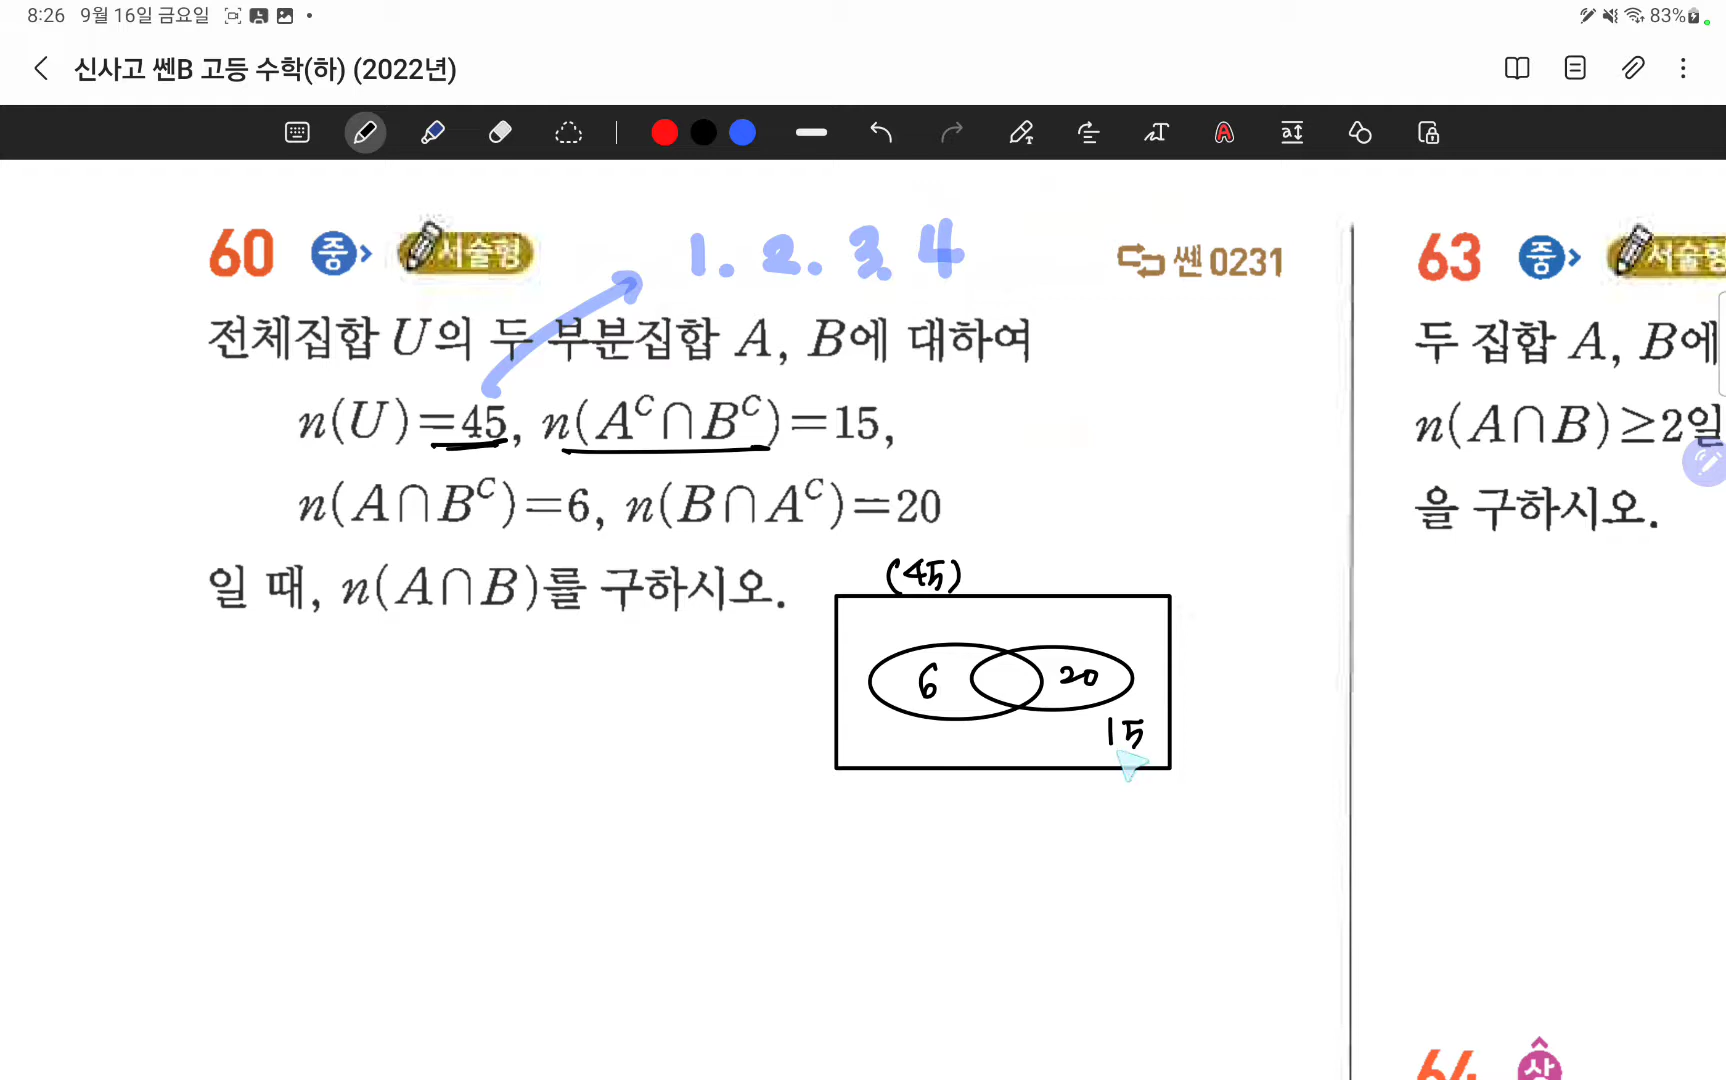 8:26 9월 16일 금요일 83%
신사고 쎈B 고등 수학(하) (2022년)
60 중 서술형 1. 2. 3. 4 쎈 0231
전체집합 U의 두 부분집합 A, B에 대하여
n(U)=45, n(A^C∩B^C)=15,
n(A∩B^C)=6, n(B∩A^C)=20
일 때, n(A∩B)를 구하시오.
(45)
6 20
15
63 중 서술형
두 집합 A, B에
n(A∩B)≥2일
을 구하시오.
64 상